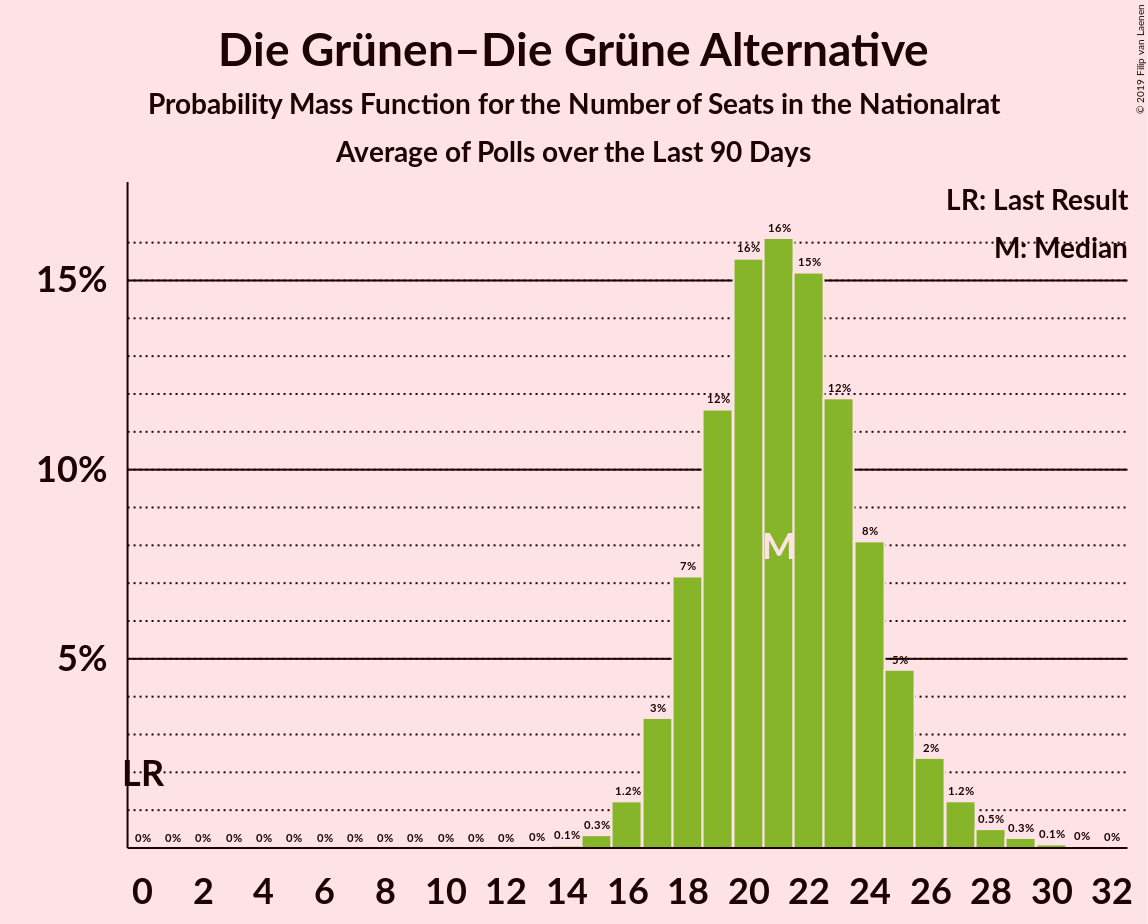 Die Grünen–Die Grüne Alternative
Probability Mass Function for the Number of Seats in the Nationalrat
Average of Polls over the Last 90 Days
© 2019 Filip van Laenen
LR: Last Result
M: Median
15%
10%
5%
LR
M
0% 0% 0% 0% 0% 0% 0% 0% 0% 0% 0% 0% 0% 0% 0.1% 0.3% 1.2% 3% 7% 12% 16% 16% 15% 12% 8% 5% 2% 1.2% 0.5% 0.3% 0.1% 0% 0%
0 2 4 6 8 10 12 14 16 18 20 22 24 26 28 30 32